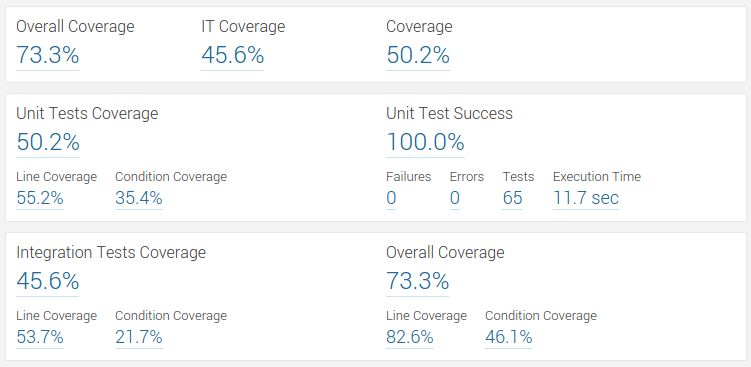 Overall Coverage IT Coverage Coverage
73.3% 45.6% 50.2%
Unit Tests Coverage Unit Test Success
50.2% 100.0%
Line Coverage Condition Coverage Failures Errors Tests Execution Time
55.2% 35.4% 0 0 65 11.7 sec
Integration Tests Coverage Overall Coverage
45.6% 73.3%
Line Coverage Condition Coverage Line Coverage Condition Coverage
53.7% 21.7% 82.6% 46.1%